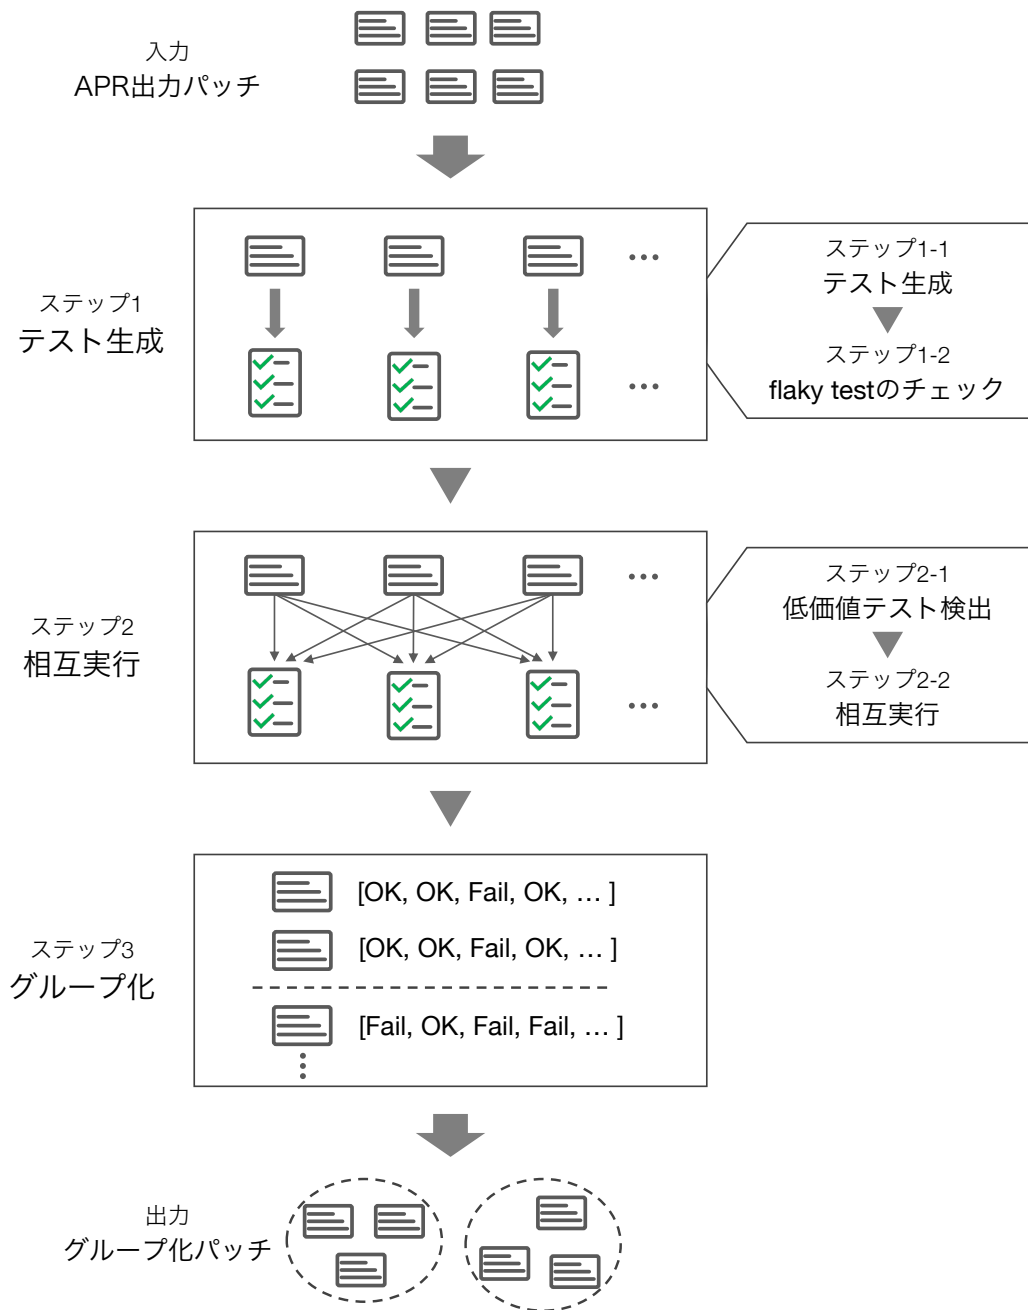 入力
APR出力パッチ
ステップ1
テスト生成
…
…
ステップ1-1
テスト生成
ステップ1-2
flaky testのチェック
ステップ2
相互実行
…
…
ステップ2-1
低価値テスト検出
ステップ2-2
相互実行
ステップ3
グループ化
[OK, OK, Fail, OK, … ]
[OK, OK, Fail, OK, … ]
[Fail, OK, Fail, Fail, … ]
⋮
出力
グループ化パッチ